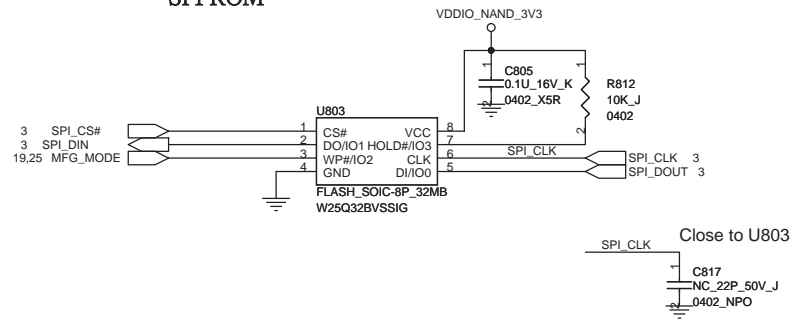 SPI ROM
VDDIO_NAND_3V3
1
C805
0.1U_16V_K
2
0402_X5R
1
R812
10K_J
0402
2
U803
3 SPI_CS#
1 CS# VCC 8
3 SPI_DIN
2 DO/IO1 HOLD#/IO3 7
19,25 MFG_MODE
3 WP#/IO2 CLK 6 SPI_CLK
SPI_CLK 3
4 GND DI/IO0 5
SPI_DOUT 3
FLASH_SOIC-8P_32MB
W25Q32BVSSIG
Close to U803
SPI_CLK
1
C817
NC_22P_50V_J
2
0402_NPO